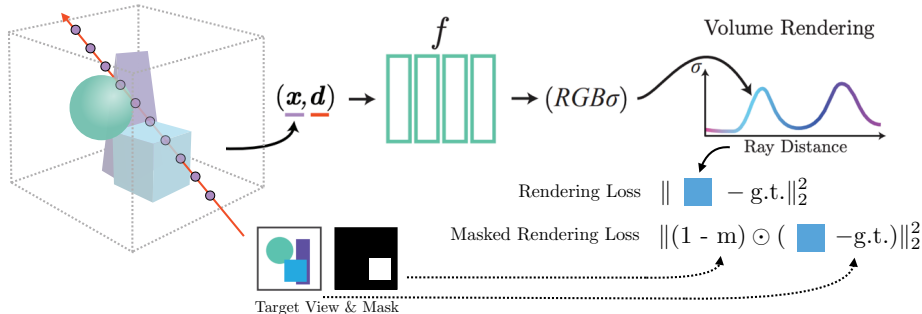 f
Volume Rendering
(x,d)
(RGBσ)
σ
Ray Distance
Rendering Loss
‖ − g.t.‖₂²
Masked Rendering Loss
‖(1 - m) ⊙ ( −g.t.)‖₂²
Target View & Mask